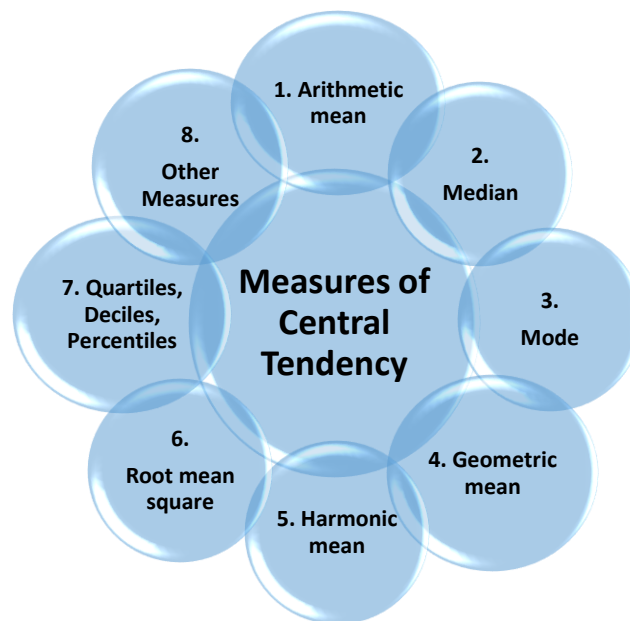 1. Arithmetic
mean
2.
Median
3.
Mode
4. Geometric
mean
5. Harmonic
mean
6.
Root mean
square
7. Quartiles,
Deciles,
Percentiles
8.
Other
Measures
Measures of
Central
Tendency